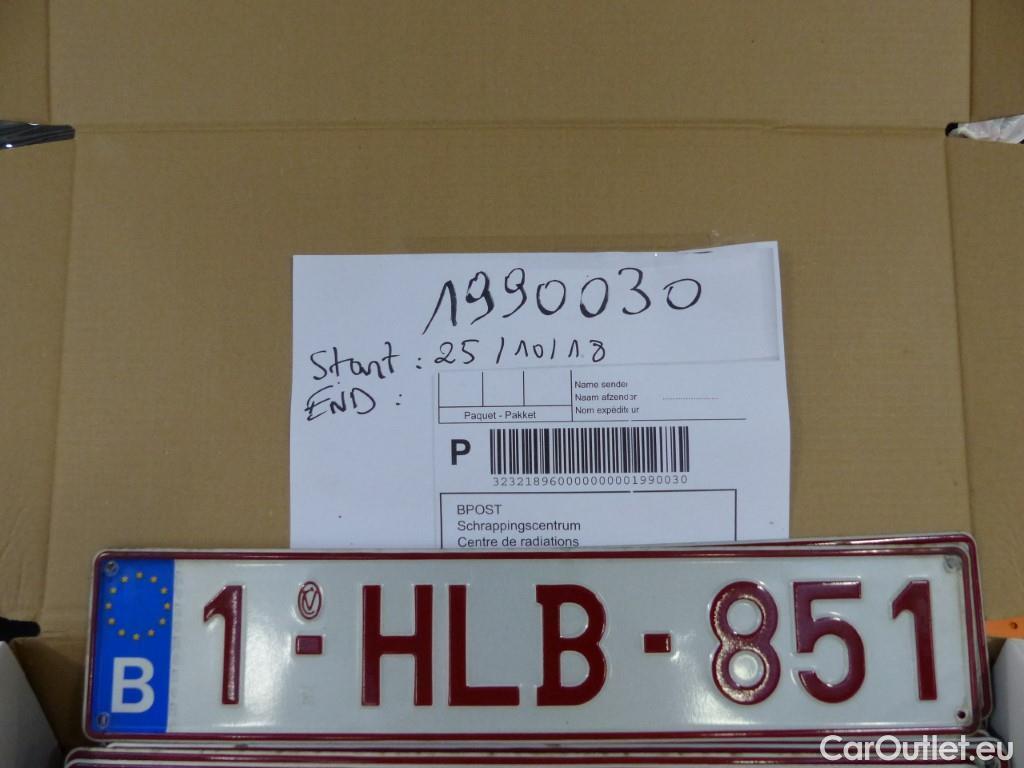 1990030
Start : 25/10/18
END :
Name sender
Naam afzender
Nom expéditeur
Paquet - Pakket
P
3232189600000000001990030
BPOST
Schrappingscentrum
Centre de radiations
B 1-HLB-851
CarOutlet.eu